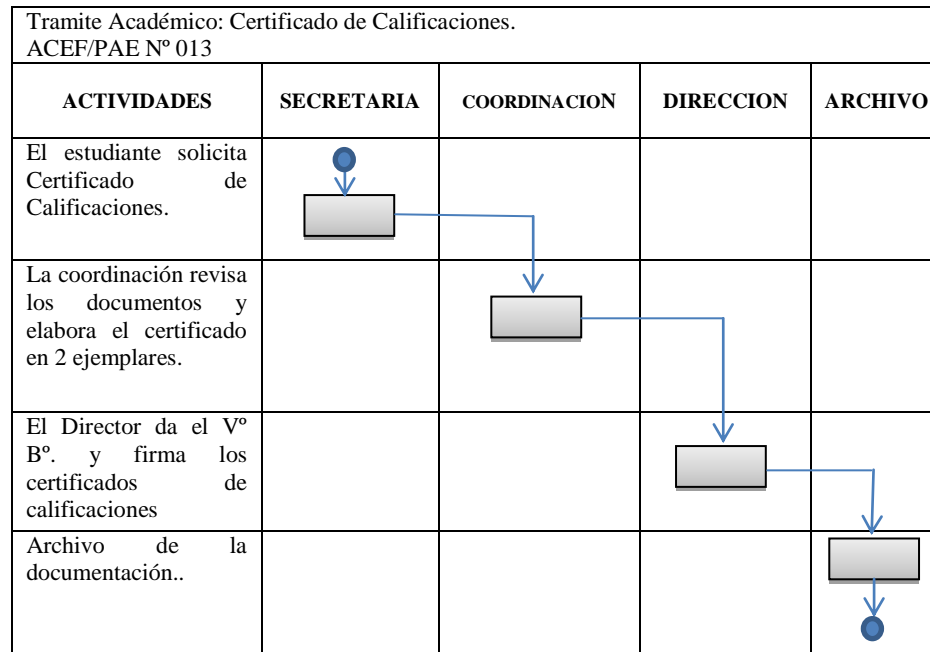 Tramite Académico: Certificado de Calificaciones.
ACEF/PAE Nº 013
ACTIVIDADES
SECRETARIA
COORDINACION
DIRECCION
ARCHIVO
El estudiante solicita
Certificado de
Calificaciones.
La coordinación revisa
los documentos y
elabora el certificado
en 2 ejemplares.
El Director da el Vº
Bº. y firma los
certificados de
calificaciones
Archivo de la
documentación..